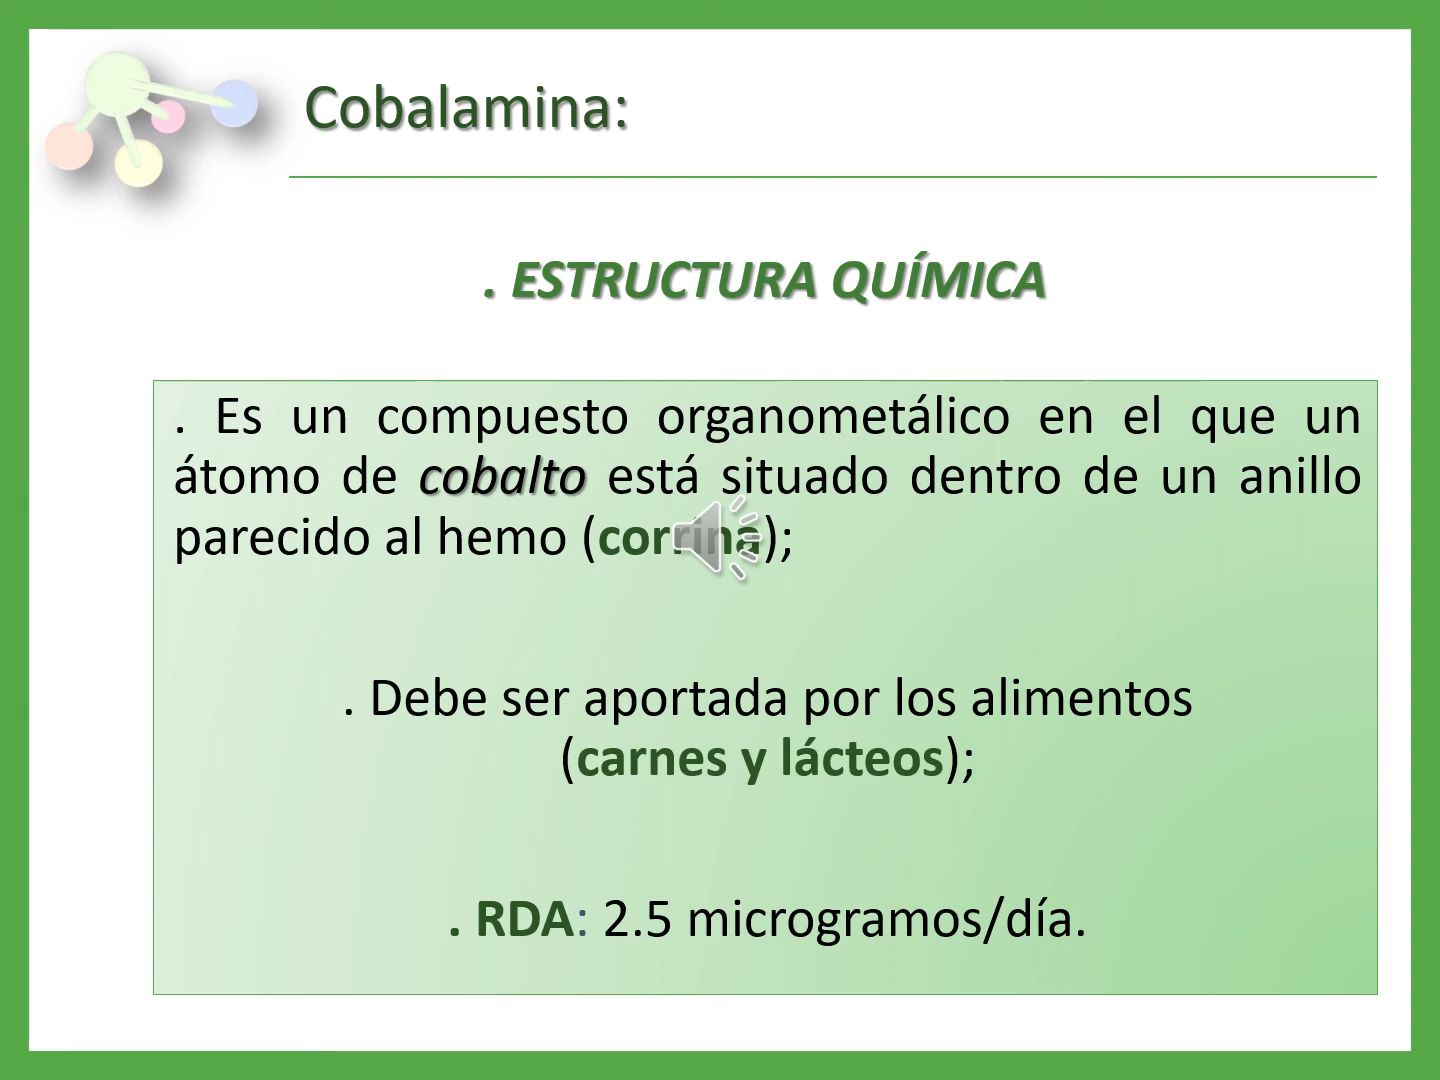 Cobalamina:
. ESTRUCTURA QUÍMICA
. Es un compuesto organometálico en el que un
átomo de cobalto está situado dentro de un anillo
parecido al hemo (corrina);
. Debe ser aportada por los alimentos
(carnes y lácteos);
. RDA: 2.5 microgramos/día.